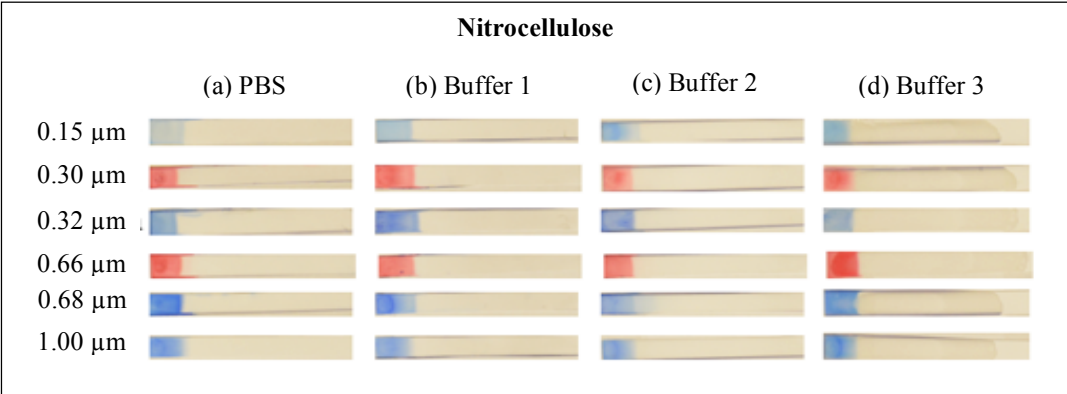 Nitrocellulose
(a) PBS (b) Buffer 1 (c) Buffer 2 (d) Buffer 3
0.15 µm
0.30 µm
0.32 µm
0.66 µm
0.68 µm
1.00 µm